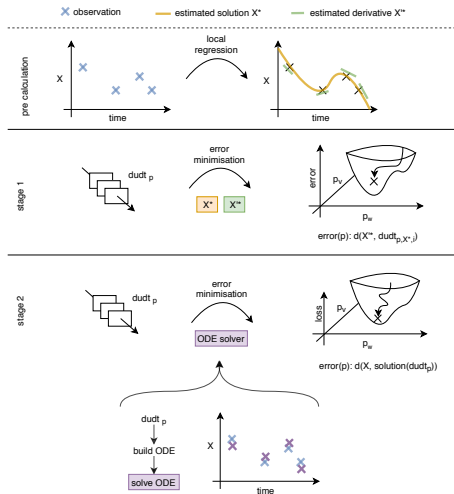 observation estimated solution X* estimated derivative X'*
pre calculation
X
time
local
regression
X
time
stage 1
dudt p
error
minimisation
X* X'*
error
p_v
p_w
error(p): d(X'*, dudt_p,X*,i)
stage 2
dudt p
error
minimisation
ODE solver
loss
p_v
p_w
error(p): d(X, solution(dudt_p))
dudt p
build ODE
solve ODE
X
time